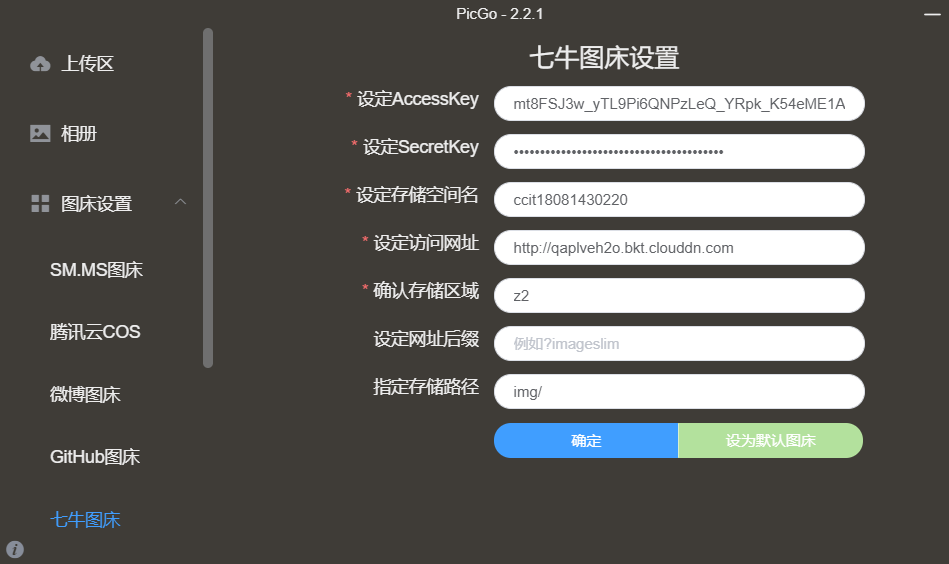 PicGo - 2.2.1
上传区
相册
图床设置
SM.MS图床
腾讯云COS
微博图床
GitHub图床
七牛图床
七牛图床设置
* 设定AccessKey
mt8FSJ3w_yTL9Pi6QNPzLeQ_YRpk_K54eME1A
* 设定SecretKey
••••••••••••••••••••••••••••••••••••••••
* 设定存储空间名
ccit18081430220
* 设定访问网址
http://qaplveh2o.bkt.clouddn.com
* 确认存储区域
z2
设定网址后缀
例如?imageslim
指定存储路径
img/
确定
设为默认图床